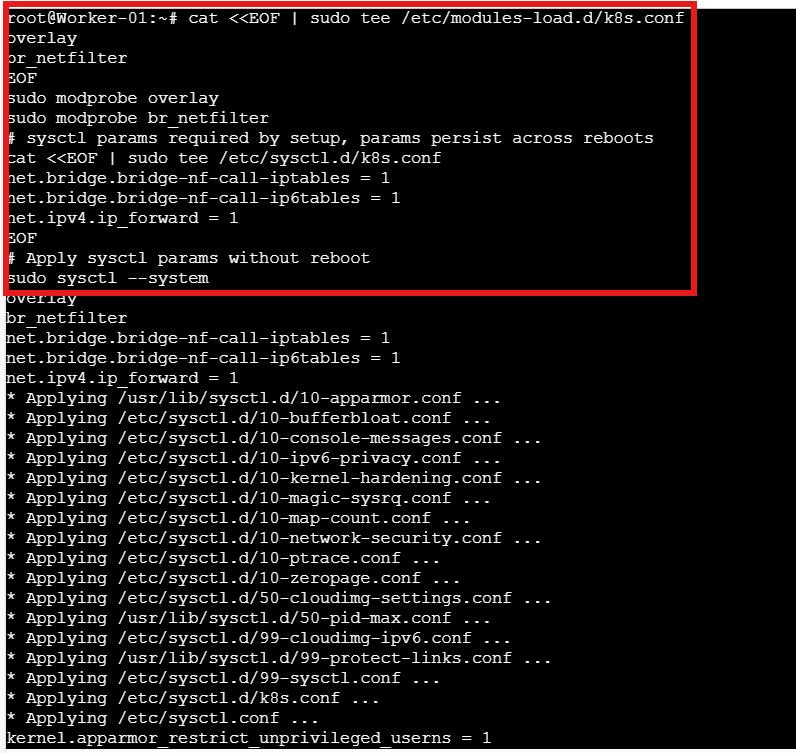 root@Worker-01:~# cat <<EOF | sudo tee /etc/modules-load.d/k8s.conf
overlay
br_netfilter
EOF
sudo modprobe overlay
sudo modprobe br_netfilter
# sysctl params required by setup, params persist across reboots
cat <<EOF | sudo tee /etc/sysctl.d/k8s.conf
net.bridge.bridge-nf-call-iptables = 1
net.bridge.bridge-nf-call-ip6tables = 1
net.ipv4.ip_forward = 1
EOF
# Apply sysctl params without reboot
sudo sysctl --system
overlay
br_netfilter
net.bridge.bridge-nf-call-iptables = 1
net.bridge.bridge-nf-call-ip6tables = 1
net.ipv4.ip_forward = 1
* Applying /usr/lib/sysctl.d/10-apparmor.conf ...
* Applying /etc/sysctl.d/10-bufferbloat.conf ...
* Applying /etc/sysctl.d/10-console-messages.conf ...
* Applying /etc/sysctl.d/10-ipv6-privacy.conf ...
* Applying /etc/sysctl.d/10-kernel-hardening.conf ...
* Applying /etc/sysctl.d/10-magic-sysrq.conf ...
* Applying /etc/sysctl.d/10-map-count.conf ...
* Applying /etc/sysctl.d/10-network-security.conf ...
* Applying /etc/sysctl.d/10-ptrace.conf ...
* Applying /etc/sysctl.d/10-zeropage.conf ...
* Applying /etc/sysctl.d/50-cloudimg-settings.conf ...
* Applying /usr/lib/sysctl.d/50-pid-max.conf ...
* Applying /etc/sysctl.d/99-cloudimg-ipv6.conf ...
* Applying /usr/lib/sysctl.d/99-protect-links.conf ...
* Applying /etc/sysctl.d/99-sysctl.conf ...
* Applying /etc/sysctl.d/k8s.conf ...
* Applying /etc/sysctl.conf ...
kernel.apparmor_restrict_unprivileged_userns = 1